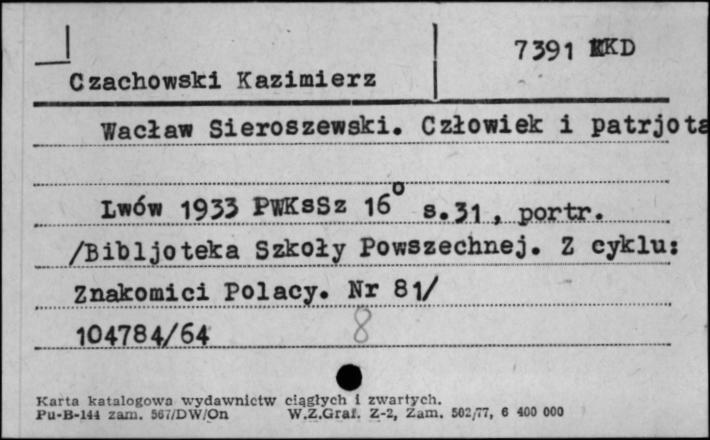 7391 KKD
Czachowski Kazimierz
Wacław Sieroszewski. Człowiek i patrjota
Lwów 1933 PWKsSz 16° s.31, portr.
/Bibljoteka Szkoły Powszechnej. Z cyklu:
Znakomici Polacy. Nr 81/
104784/64 8
Karta katalogowa wydawnictw ciągłych i zwartych.
Pu-B-144 zam. 567/DW/On W.Z.Graf. Z-2, Zam. 502/77, 6 400 000